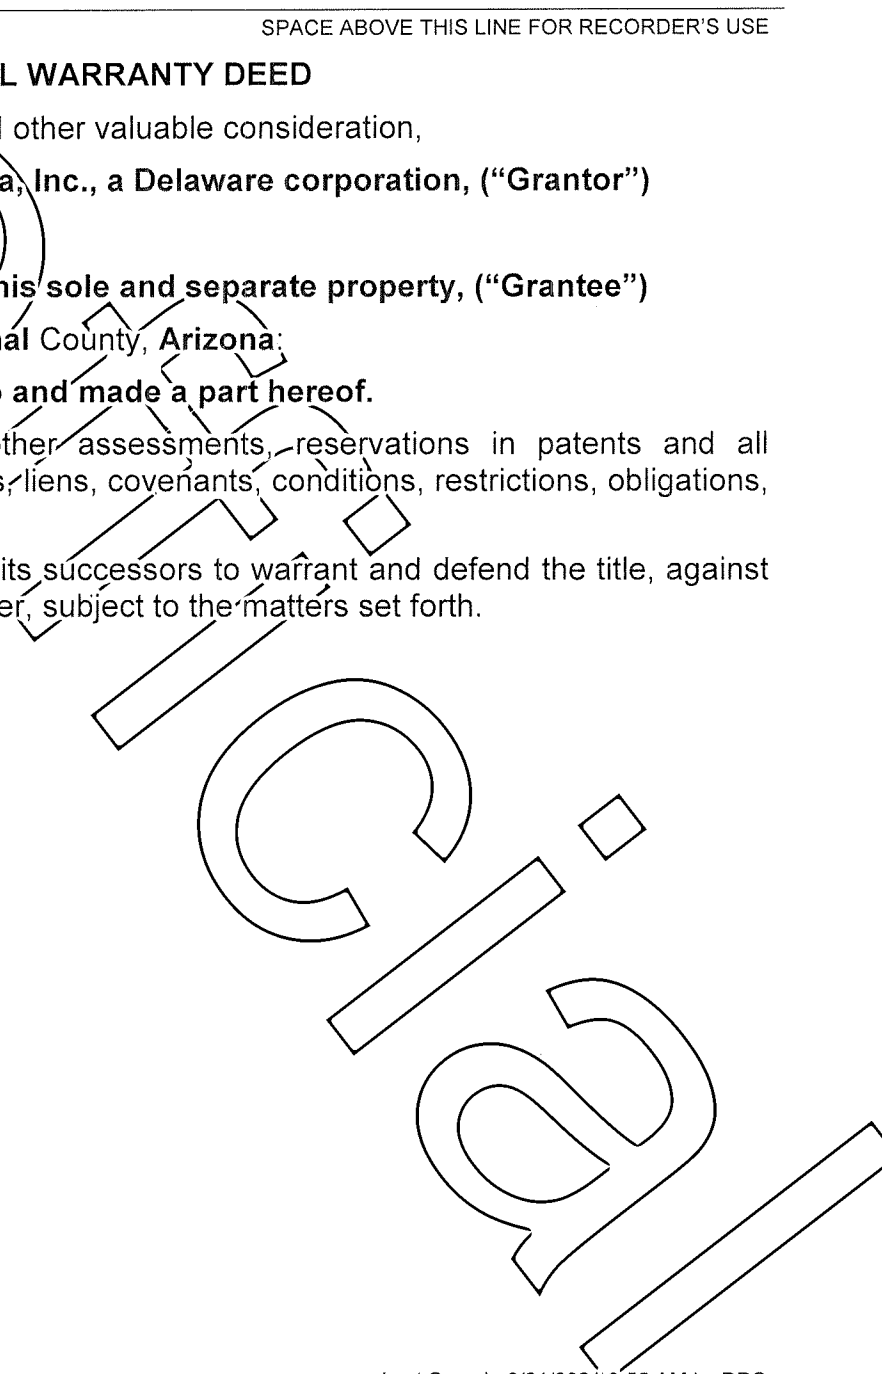 SPACE ABOVE THIS LINE FOR RECORDER'S USE
L WARRANTY DEED
other valuable consideration,
a, Inc., a Delaware corporation, (“Grantor”)
his sole and separate property, (“Grantee”)
al County, Arizona:
and made a part hereof.
ther assessments, reservations in patents and all
s, liens, covenants, conditions, restrictions, obligations,
its successors to warrant and defend the title, against
er, subject to the matters set forth.
icial